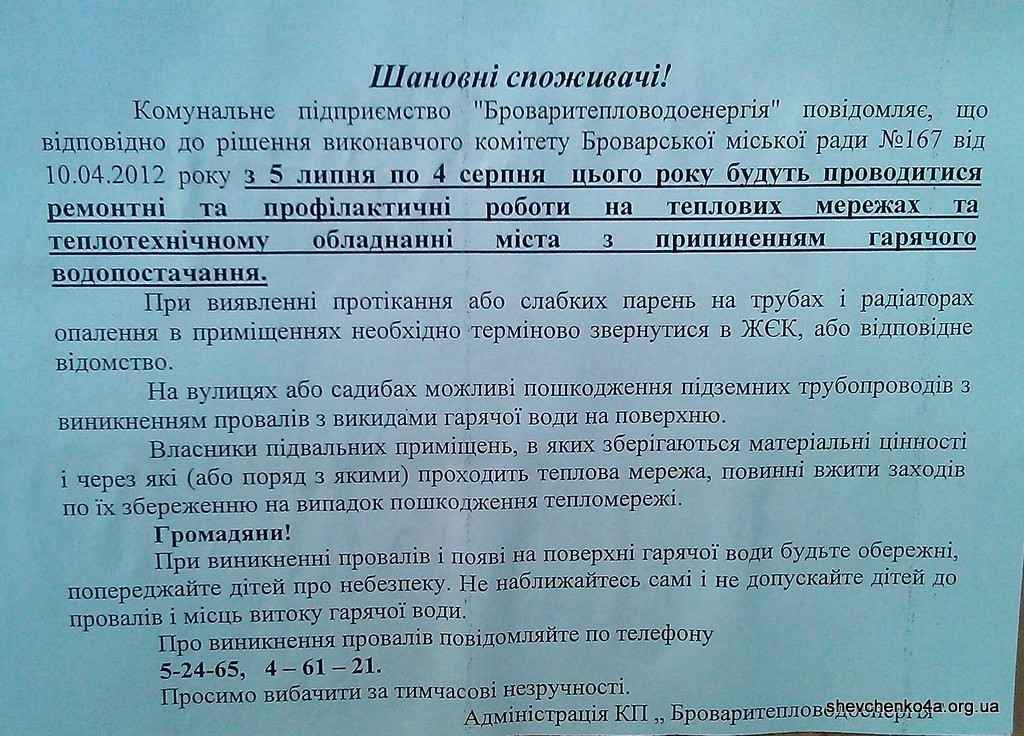 Шановні споживачі!
Комунальне підприємство "Броваритепловодоенергія" повідомляє, що
відповідно до рішення виконавчого комітету Броварської міської ради №167 від
10.04.2012 року з 5 липня по 4 серпня цього року будуть проводитися
ремонтні та профілактичні роботи на теплових мережах та
теплотехнічному обладнанні міста з припиненням гарячого
водопостачання.
При виявленні протікання або слабких парень на трубах і радіаторах
опалення в приміщеннях необхідно терміново звернутися в ЖЄК, або відповідне
відомство.
На вулицях або садибах можливі пошкодження підземних трубопроводів з
виникненням провалів з викидами гарячої води на поверхню.
Власники підвальних приміщень, в яких зберігаються матеріальні цінності
і через які (або поряд з якими) проходить теплова мережа, повинні вжити заходів
по їх збереженню на випадок пошкодження тепломережі.
Громадяни!
При виникненні провалів і появі на поверхні гарячої води будьте обережні,
попереджайте дітей про небезпеку. Не наближайтесь самі і не допускайте дітей до
провалів і місць витоку гарячої води.
Про виникнення провалів повідомляйте по телефону
5-24-65, 4 – 61 – 21.
Просимо вибачити за тимчасові незручності.
Адміністрація КП „ Броваритепловодоенергія"
shevchenko4a.org.ua